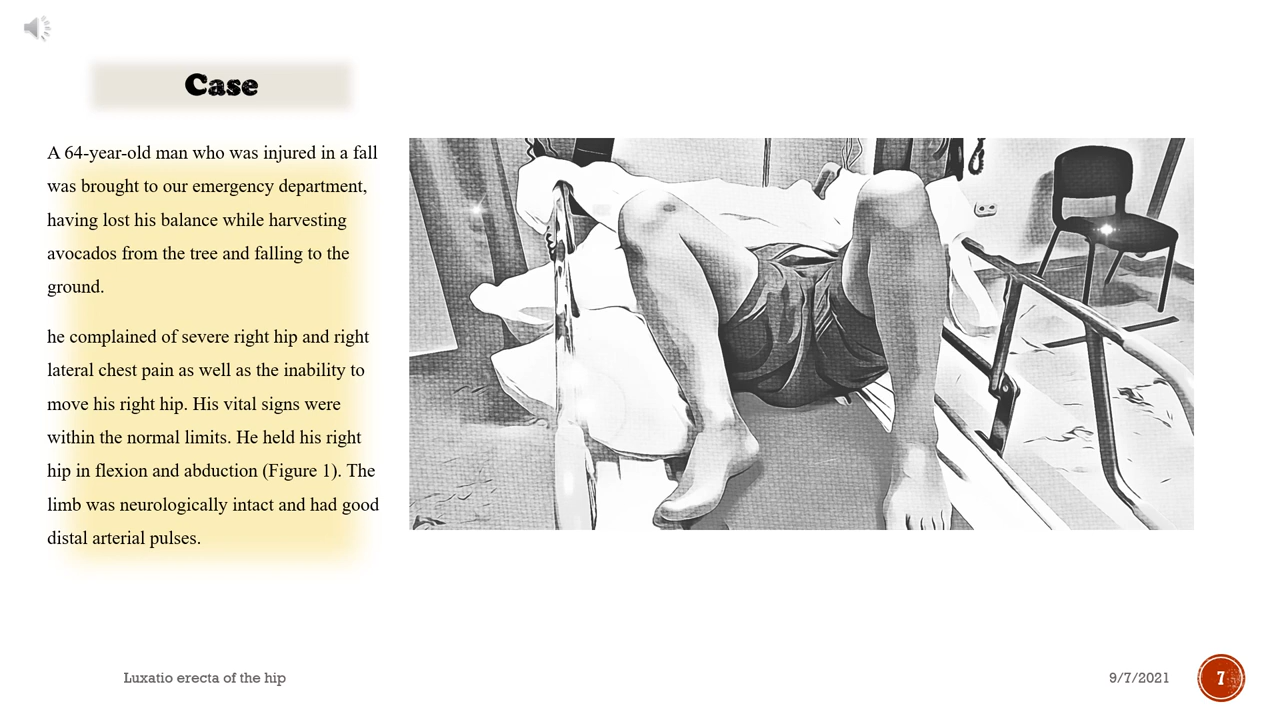 Case
A 64-year-old man who was injured in a fall
was brought to our emergency department,
having lost his balance while harvesting
avocados from the tree and falling to the
ground.
he complained of severe right hip and right
lateral chest pain as well as the inability to
move his right hip. His vital signs were
within the normal limits. He held his right
hip in flexion and abduction (Figure 1). The
limb was neurologically intact and had good
distal arterial pulses.
Luxatio erecta of the hip
9/7/2021
7